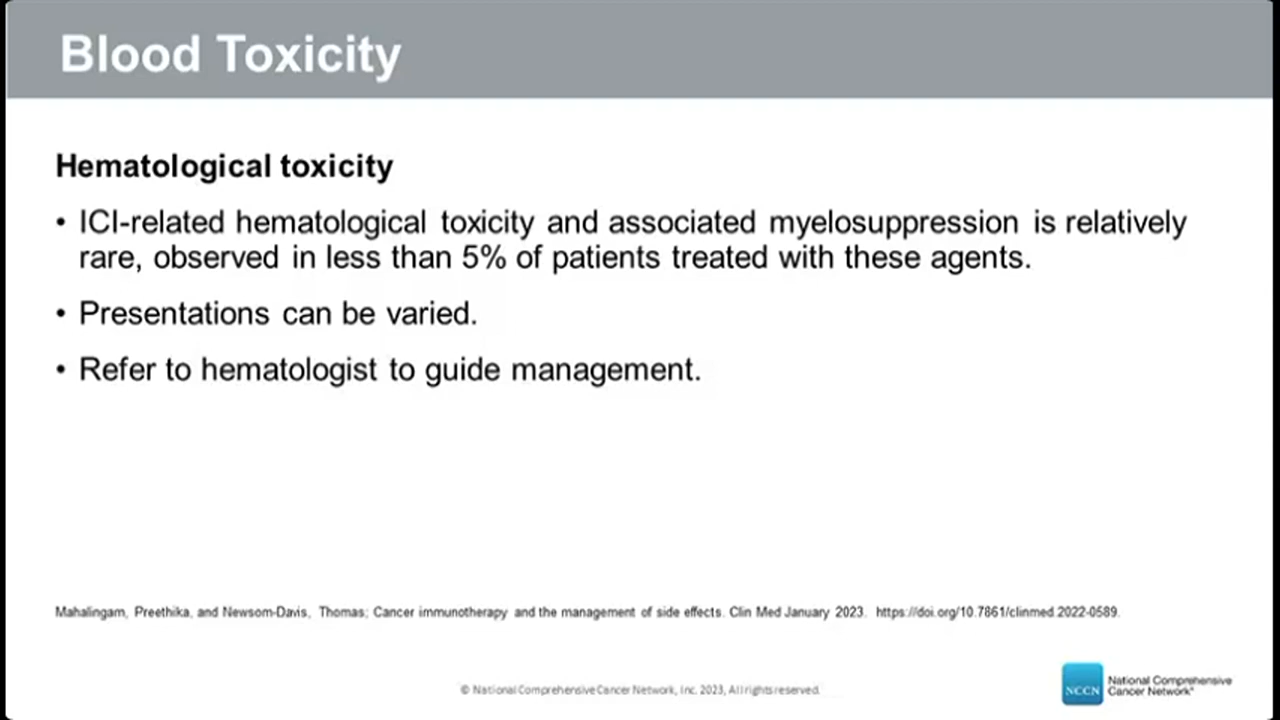 Blood Toxicity
Hematological toxicity
• ICI-related hematological toxicity and associated myelosuppression is relatively
rare, observed in less than 5% of patients treated with these agents.
• Presentations can be varied.
• Refer to hematologist to guide management.
Mahalingam, Preethika, and Newsom-Davis, Thomas; Cancer immunotherapy and the management of side effects. Clin Med January 2023. https://doi.org/10.7861/clinmed.2022-0589.
© National Comprehensive Cancer Network, Inc. 2023, All rights reserved.
NCCN
National Comprehensive
Cancer Network®